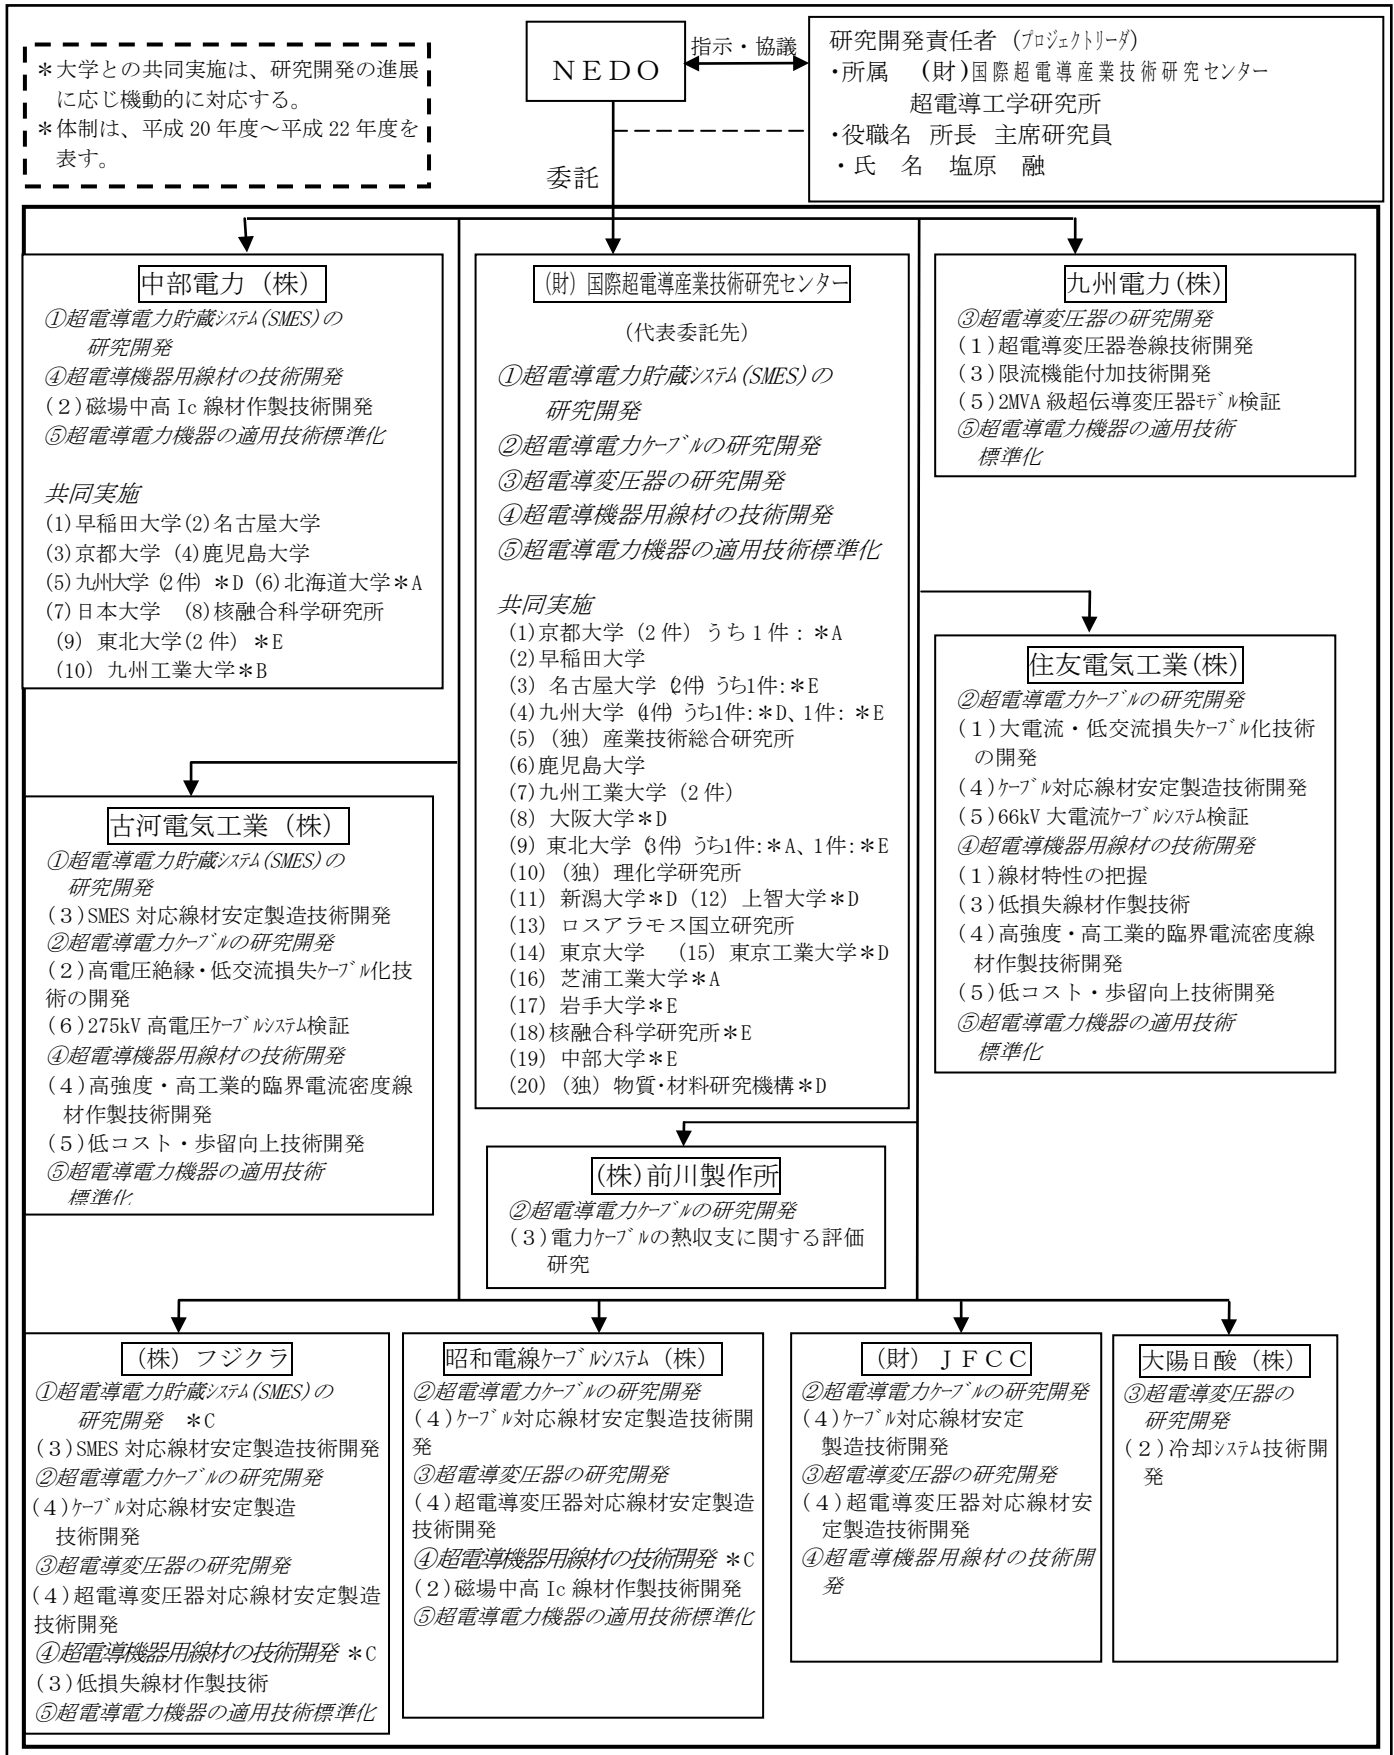 ＊大学との共同実施は、研究開発の進展
に応じ機動的に対応する。
＊体制は、平成 20 年度～平成 22 年度を
表す。
ＮＥＤＯ
指示・協議
研究開発責任者（ﾌﾟﾛｼﾞｪｸﾄﾘｰﾀﾞ）
・所属　(財)国際超電導産業技術研究センター
超電導工学研究所
・役職名 所長 主席研究員
・氏　名　塩原　融
委託
中部電力（株）
①超電導電力貯蔵ｼｽﾃﾑ(SMES)の
研究開発
④超電導機器用線材の技術開発
(２)磁場中高 Ic 線材作製技術開発
⑤超電導電力機器の適用技術標準化
共同実施
(1)早稲田大学(2)名古屋大学
(3)京都大学 (4)鹿児島大学
(5)九州大学（2件）＊D (6)北海道大学＊A
(7)日本大学　(8)核融合科学研究所
(9) 東北大学(2 件) ＊E
(10) 九州工業大学＊B
(財) 国際超電導産業技術研究センター
（代表委託先）
①超電導電力貯蔵ｼｽﾃﾑ(SMES)の
研究開発
②超電導電力ｹｰﾌﾞﾙの研究開発
③超電導変圧器の研究開発
④超電導機器用線材の技術開発
⑤超電導電力機器の適用技術標準化
共同実施
(1)京都大学（2 件）うち 1 件：＊A
(2)早稲田大学
(3) 名古屋大学（2件）うち1件:＊E
(4)九州大学（4件）うち1件:＊D、1件: ＊E
(5)（独）産業技術総合研究所
(6)鹿児島大学
(7)九州工業大学（2 件）
(8) 大阪大学＊D
(9) 東北大学（3件）うち1件:＊A、1件:＊E
(10)（独）理化学研究所
(11) 新潟大学＊D (12) 上智大学＊D
(13) ロスアラモス国立研究所
(14) 東京大学　(15) 東京工業大学＊D
(16) 芝浦工業大学＊A
(17) 岩手大学＊E
(18)核融合科学研究所＊E
(19) 中部大学＊E
(20)（独）物質・材料研究機構＊D
九州電力(株)
③超電導変圧器の研究開発
(１)超電導変圧器巻線技術開発
(３)限流機能付加技術開発
(５)2MVA 級超伝導変圧器ﾓﾃﾞﾙ検証
⑤超電導電力機器の適用技術
標準化
住友電気工業(株)
②超電導電力ｹｰﾌﾞﾙの研究開発
(１)大電流・低交流損失ｹｰﾌﾞﾙ化技術
の開発
(４)ｹｰﾌﾞﾙ対応線材安定製造技術開発
(５)66kV 大電流ｹｰﾌﾞﾙｼｽﾃﾑ検証
④超電導機器用線材の技術開発
(１)線材特性の把握
(３)低損失線材作製技術
(４)高強度・高工業的臨界電流密度線
材作製技術開発
(５)低コスト・歩留向上技術開発
⑤超電導電力機器の適用技術
標準化
古河電気工業（株）
①超電導電力貯蔵ｼｽﾃﾑ(SMES)の
研究開発
(３)SMES 対応線材安定製造技術開発
②超電導電力ｹｰﾌﾞﾙの研究開発
(２)高電圧絶縁・低交流損失ｹｰﾌﾞﾙ化技
術の開発
(６)275kV 高電圧ｹｰﾌﾞﾙｼｽﾃﾑ検証
④超電導機器用線材の技術開発
(４)高強度・高工業的臨界電流密度線
材作製技術開発
(５)低コスト・歩留向上技術開発
⑤超電導電力機器の適用技術
標準化
(株)前川製作所
②超電導電力ｹｰﾌﾞﾙの研究開発
(３)電力ｹｰﾌﾞﾙの熱収支に関する評価
研究
（株）フジクラ
①超電導電力貯蔵ｼｽﾃﾑ(SMES)の
研究開発　＊C
(３)SMES 対応線材安定製造技術開発
②超電導電力ｹｰﾌﾞﾙの研究開発
(４)ｹｰﾌﾞﾙ対応線材安定製造
技術開発
③超電導変圧器の研究開発
(４)超電導変圧器対応線材安定製造
技術開発
④超電導機器用線材の技術開発 ＊C
(３)低損失線材作製技術
⑤超電導電力機器の適用技術標準化
昭和電線ｹｰﾌﾞﾙｼｽﾃﾑ（株）
②超電導電力ｹｰﾌﾞﾙの研究開発
(４)ｹｰﾌﾞﾙ対応線材安定製造技術開
発
③超電導変圧器の研究開発
(４)超電導変圧器対応線材安定製造
技術開発
④超電導機器用線材の技術開発 ＊C
(２)磁場中高 Ic 線材作製技術開発
⑤超電導電力機器の適用技術標準化
（財）ＪＦＣＣ
②超電導電力ｹｰﾌﾞﾙの研究開発
(４)ｹｰﾌﾞﾙ対応線材安定
製造技術開発
③超電導変圧器の研究開発
(４)超電導変圧器対応線材安
定製造技術開発
④超電導機器用線材の技術開
発
大陽日酸（株）
③超電導変圧器の
研究開発
(２)冷却ｼｽﾃﾑ技術開
発